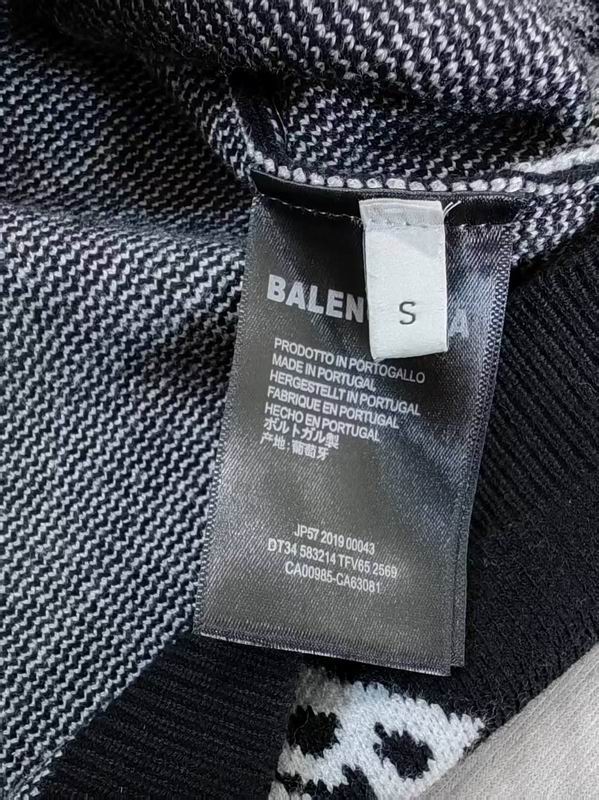 BALEN A
S
PRODOTTO IN PORTOGALLO
MADE IN PORTUGAL
HERGESTELLT IN PORTUGAL
FABRIQUE EN PORTUGAL
HECHO EN PORTUGAL
ポルトガル製
产地:葡萄牙
JP57 2019 00043
DT34 583214 TFV65 2569
CA00985-CA63081